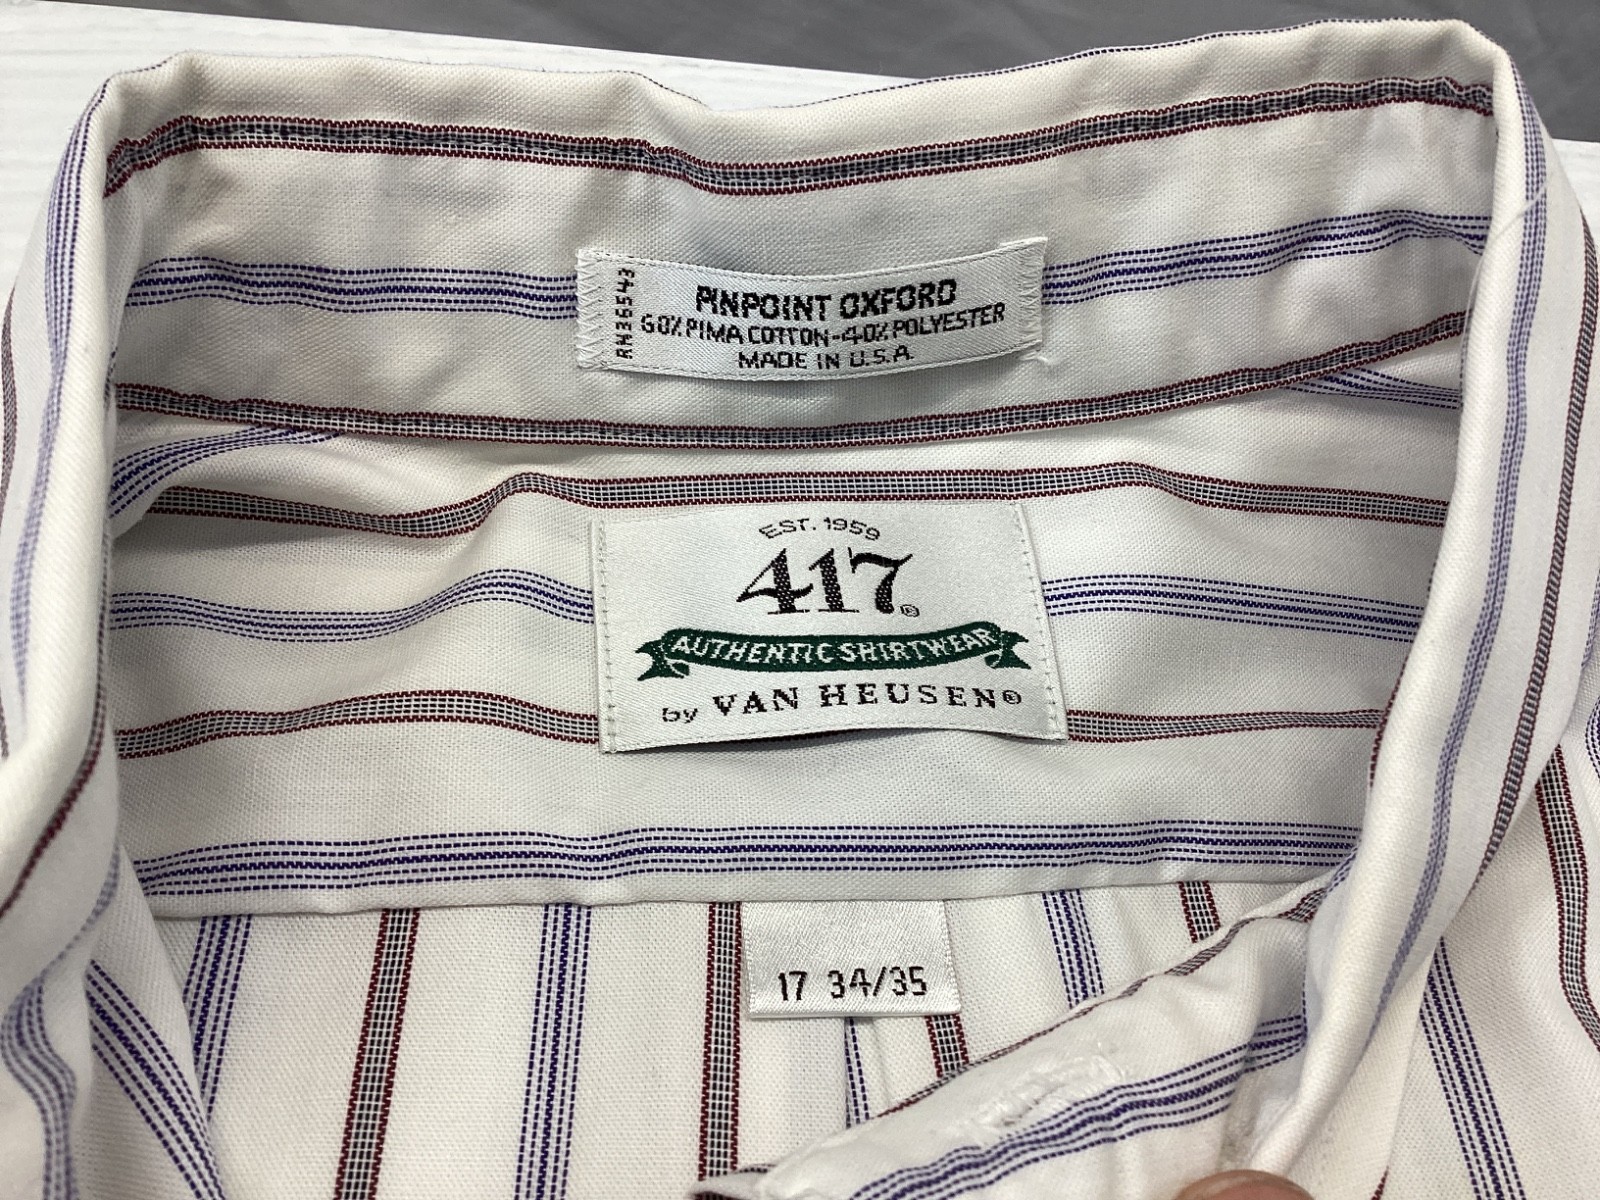 RN36543
PINPOINT OXFORD
60% PIMA COTTON-40% POLYESTER
MADE IN U.S.A.
EST. 1959
417®
AUTHENTIC SHIRTWEAR
by VAN HEUSEN®
17 34/35